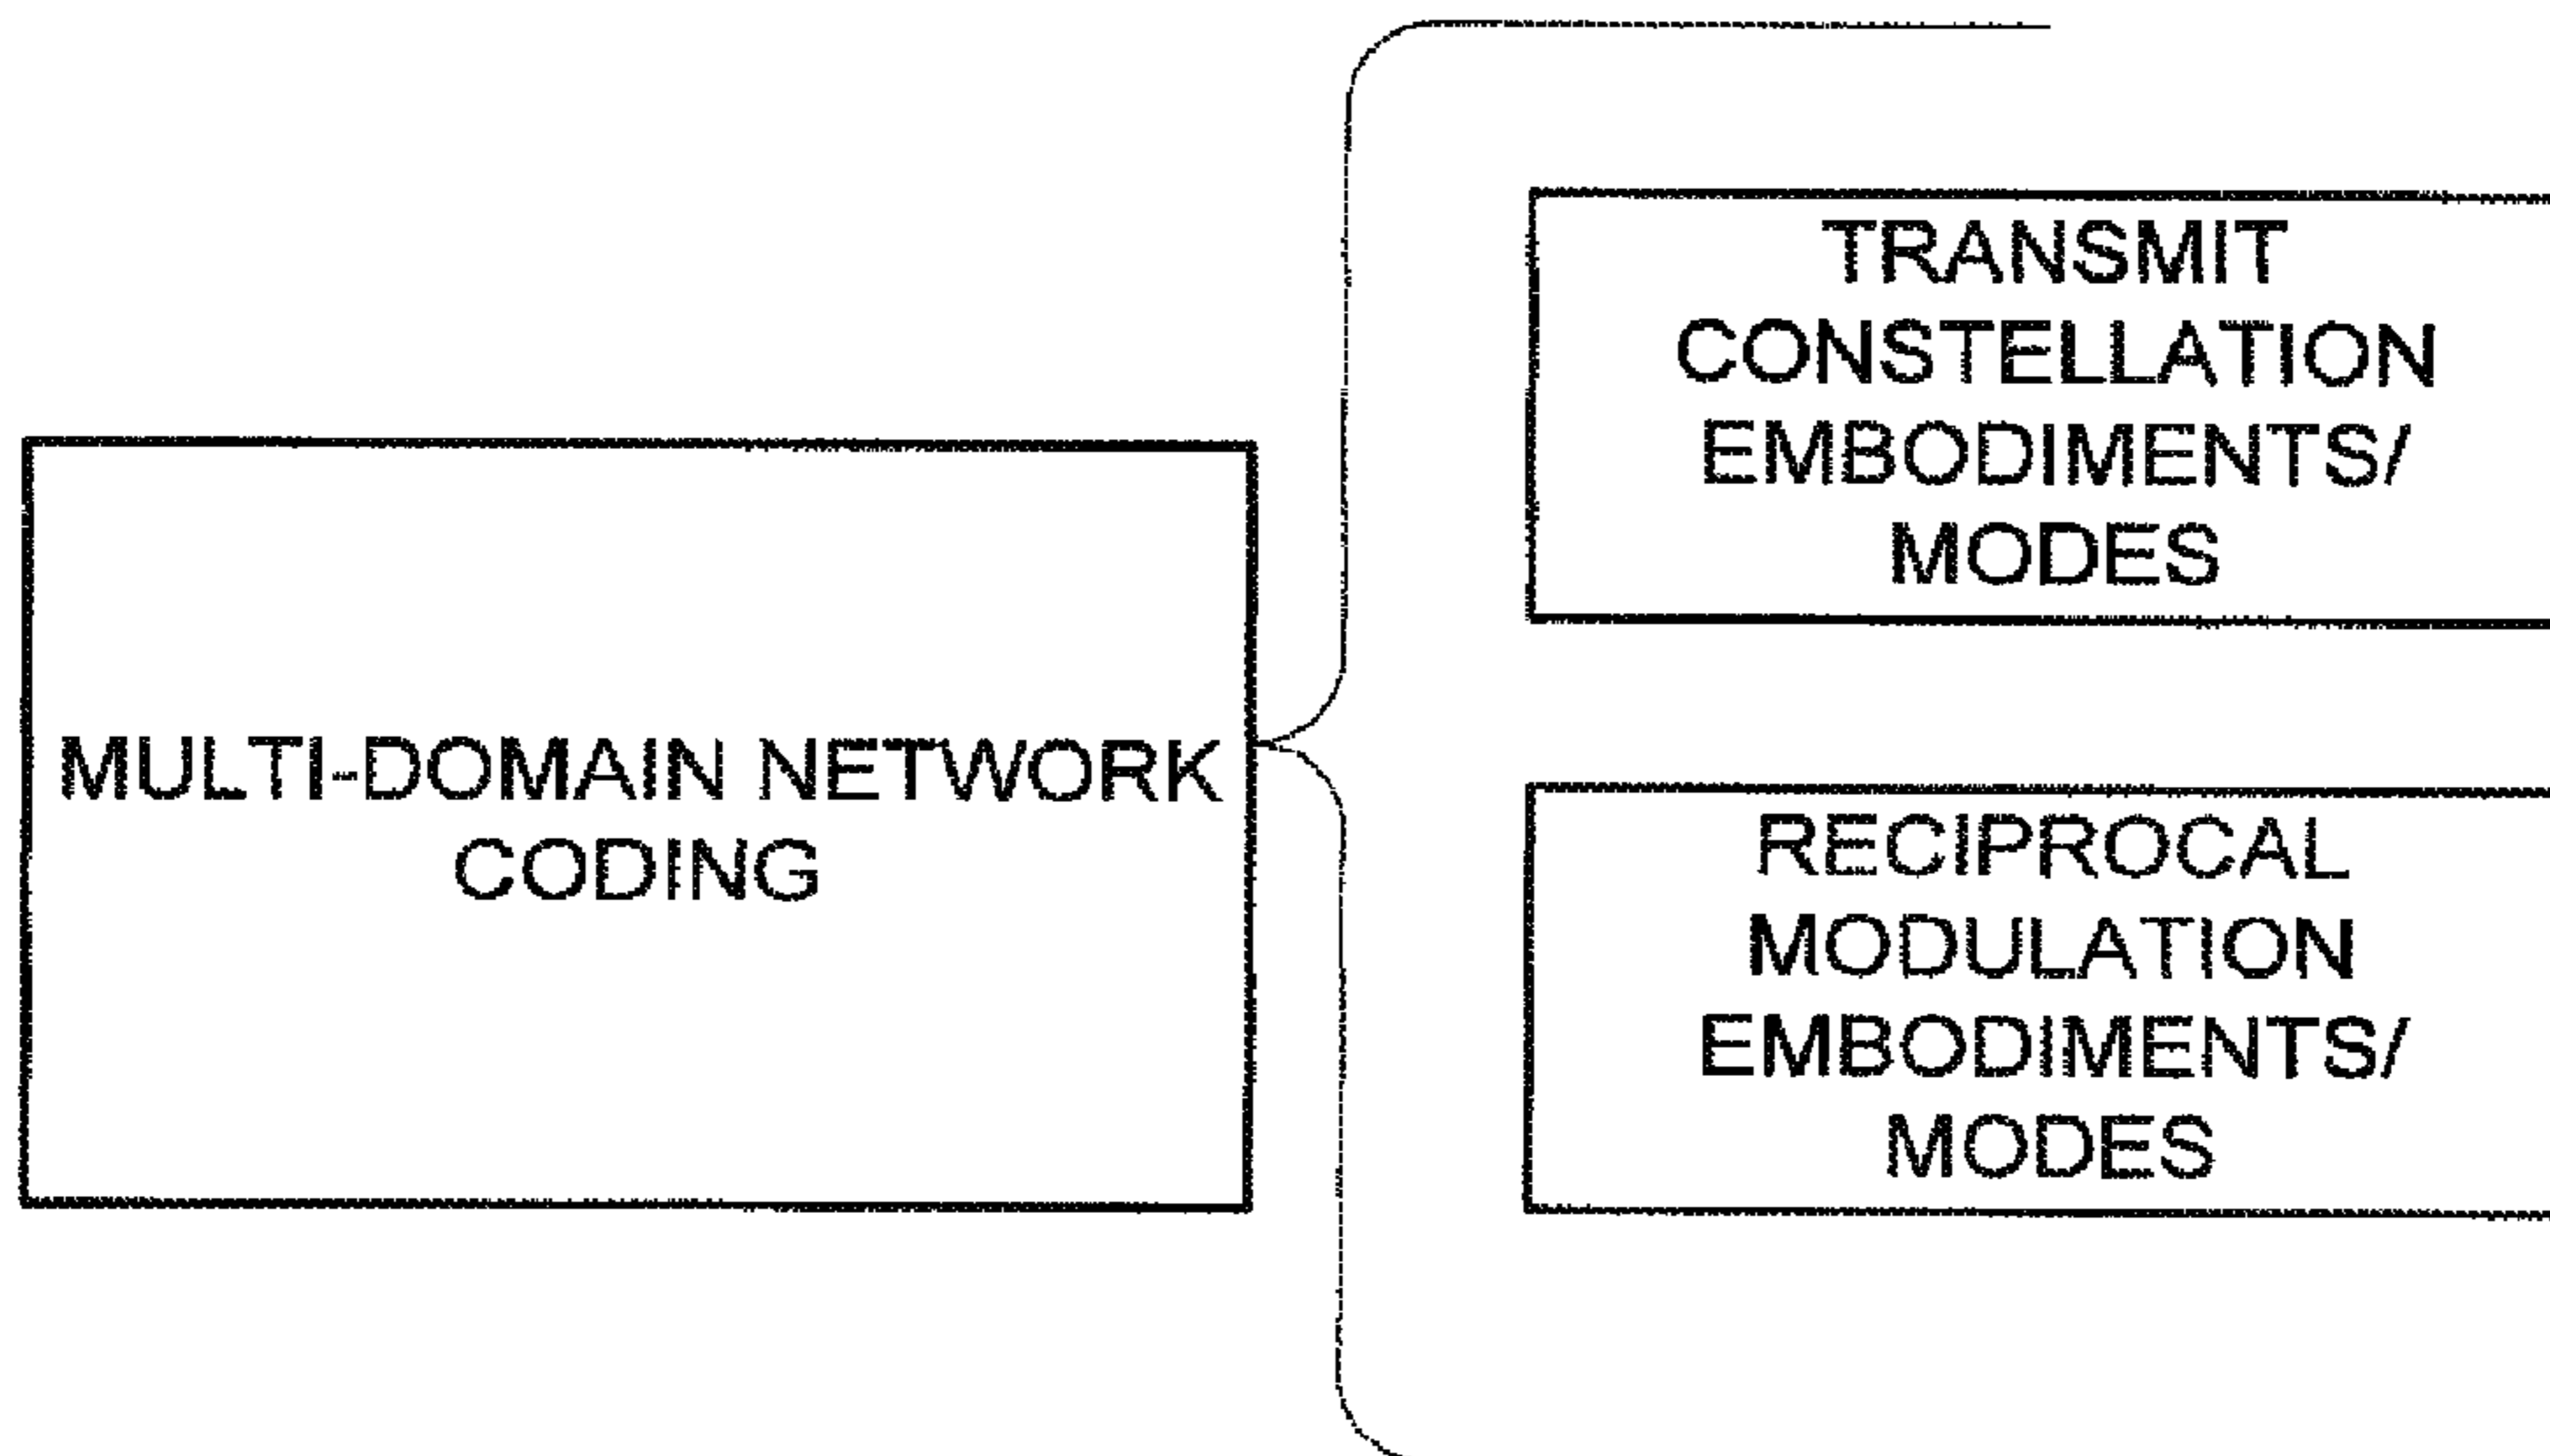 MULTI-DOMAIN NETWORK
CODING
TRANSMIT
CONSTELLATION
EMBODIMENTS/
MODES
RECIPROCAL
MODULATION
EMBODIMENTS/
MODES